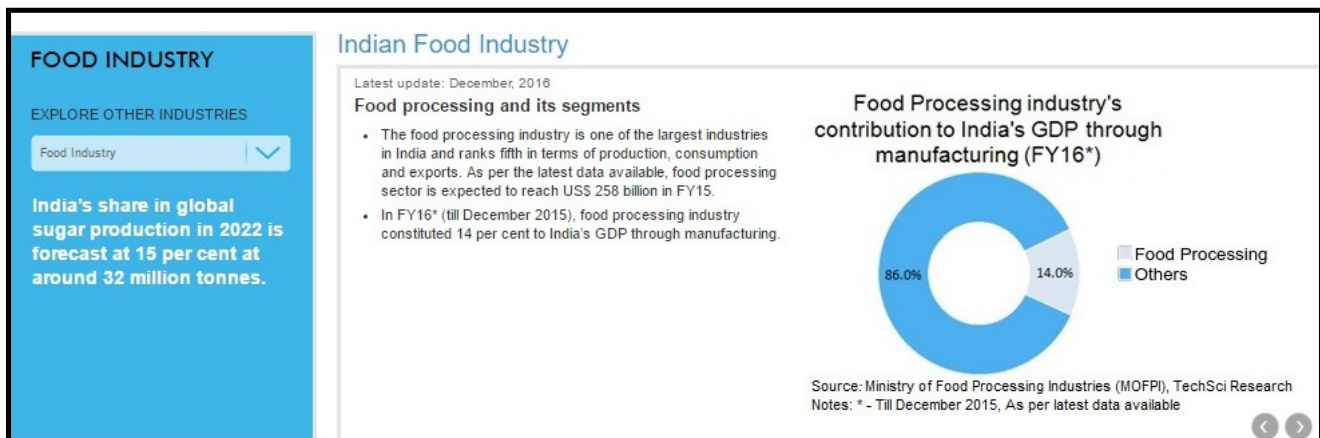 FOOD INDUSTRY
EXPLORE OTHER INDUSTRIES
Food Industry
India's share in global
sugar production in 2022 is
forecast at 15 per cent at
around 32 million tonnes.
Indian Food Industry
Latest update: December, 2016
Food processing and its segments
• The food processing industry is one of the largest industries
in India and ranks fifth in terms of production, consumption
and exports. As per the latest data available, food processing
sector is expected to reach US$ 258 billion in FY15.
• In FY16* (till December 2015), food processing industry
constituted 14 per cent to India's GDP through manufacturing.
Food Processing industry's
contribution to India's GDP through
manufacturing (FY16*)
86.0%
14.0%
Food Processing
Others
Source: Ministry of Food Processing Industries (MOFPI), TechSci Research
Notes: * - Till December 2015, As per latest data available